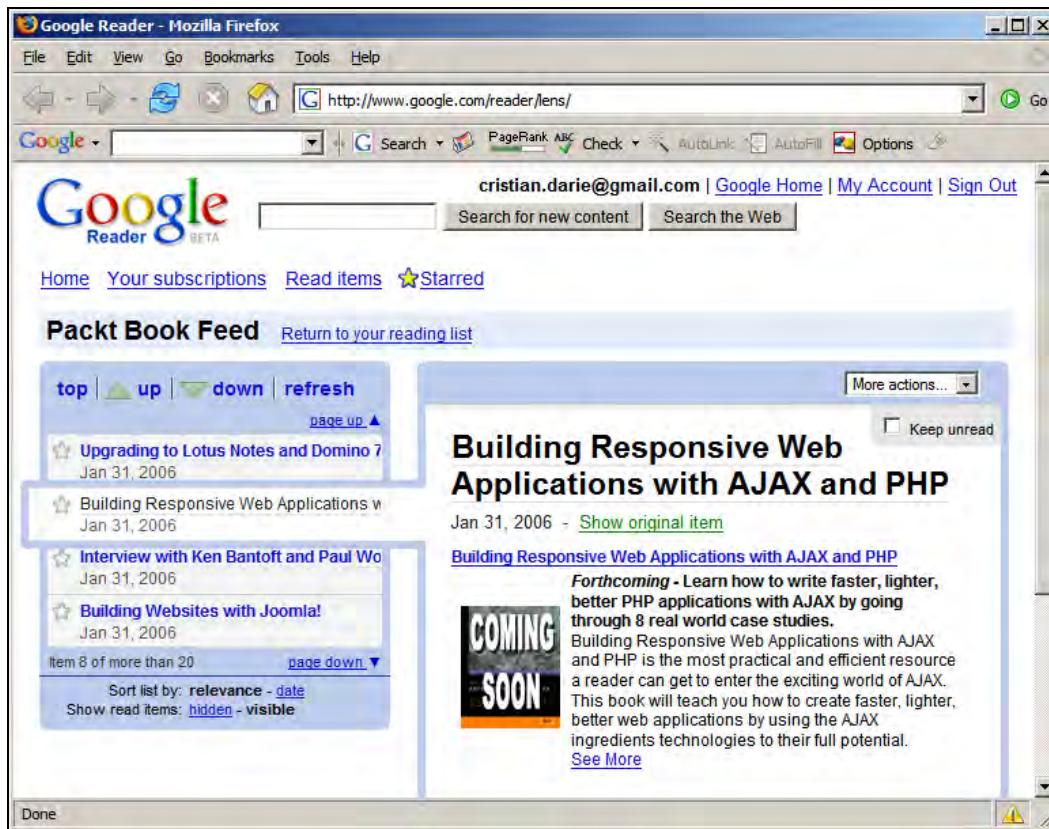 Google Reader - Mozilla Firefox
File Edit View Go Bookmarks Tools Help
http://www.google.com/reader/lens/ Go
Google Search PageRank ABC Check AutoLink AutoFill Options
cristian.darie@gmail.com | Google Home | My Account | Sign Out
Google Reader BETA Search for new content Search the Web
Home Your subscriptions Read items Starred
Packt Book Feed Return to your reading list
top | up | down | refresh
page up
Upgrading to Lotus Notes and Domino 7
Jan 31, 2006
Building Responsive Web Applications w
Jan 31, 2006
Interview with Ken Bantoft and Paul Wo
Jan 31, 2006
Building Websites with Joomla!
Jan 31, 2006
Item 8 of more than 20 page down
Sort list by: relevance - date
Show read items: hidden - visible
More actions...
Keep unread
Building Responsive Web
Applications with AJAX and PHP
Jan 31, 2006 - Show original item
Building Responsive Web Applications with AJAX and PHP
COMING
SOON
Forthcoming - Learn how to write faster, lighter,
better PHP applications with AJAX by going
through 8 real world case studies.
Building Responsive Web Applications with AJAX
and PHP is the most practical and efficient resource
a reader can get to enter the exciting world of AJAX.
This book will teach you how to create faster, lighter,
better web applications by using the AJAX
ingredients technologies to their full potential.
See More
Done